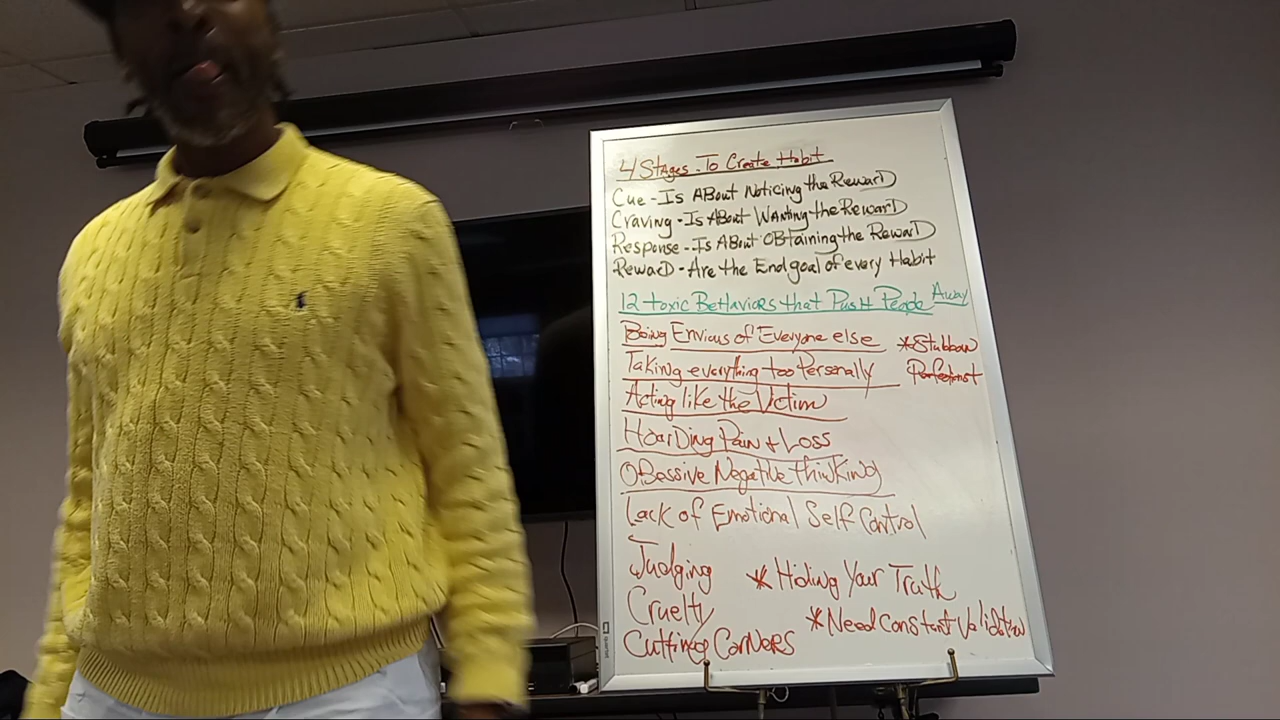 4 Stages To Create Habit
Cue - Is About Noticing the Reward
Craving - Is About Wanting the Reward
Response - Is About Obtaining the Reward
Reward - Are the End goal of every Habit
12 toxic Behaviors that Push People Away
Being Envious of Everyone else
*Stubborn
Taking everything too Personally
Perfectionist
Acting like the Victim
Hoarding Pain + Loss
Obsessive Negative thinking
Lack of Emotional Self Control
Judging
*Hiding Your Truth
Cruelty
*Need constant Validation
Cutting Corners